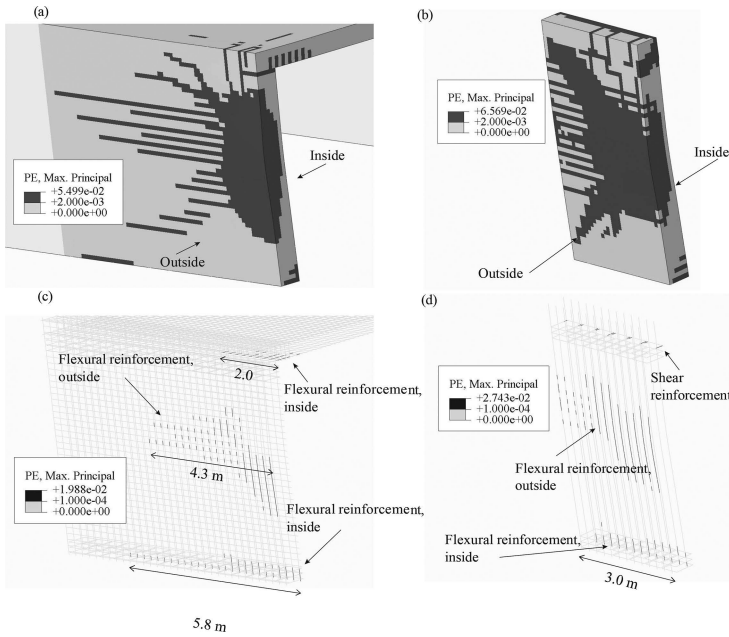 (a)
PE, Max. Principal
+5.499e-02
+2.000e-03
+0.000e+00
Inside
Outside
(b)
PE, Max. Principal
+6.569e-02
+2.000e-03
+0.000e+00
Inside
Outside
(c)
Flexural reinforcement,
outside
2.0
Flexural reinforcement,
inside
PE, Max. Principal
+1.988e-02
+1.000e-04
+0.000e+00
4.3 m
Flexural reinforcement,
inside
5.8 m
(d)
PE, Max. Principal
+2.743e-02
+1.000e-04
+0.000e+00
Shear
reinforcement
Flexural reinforcement,
outside
Flexural reinforcement,
inside
3.0 m